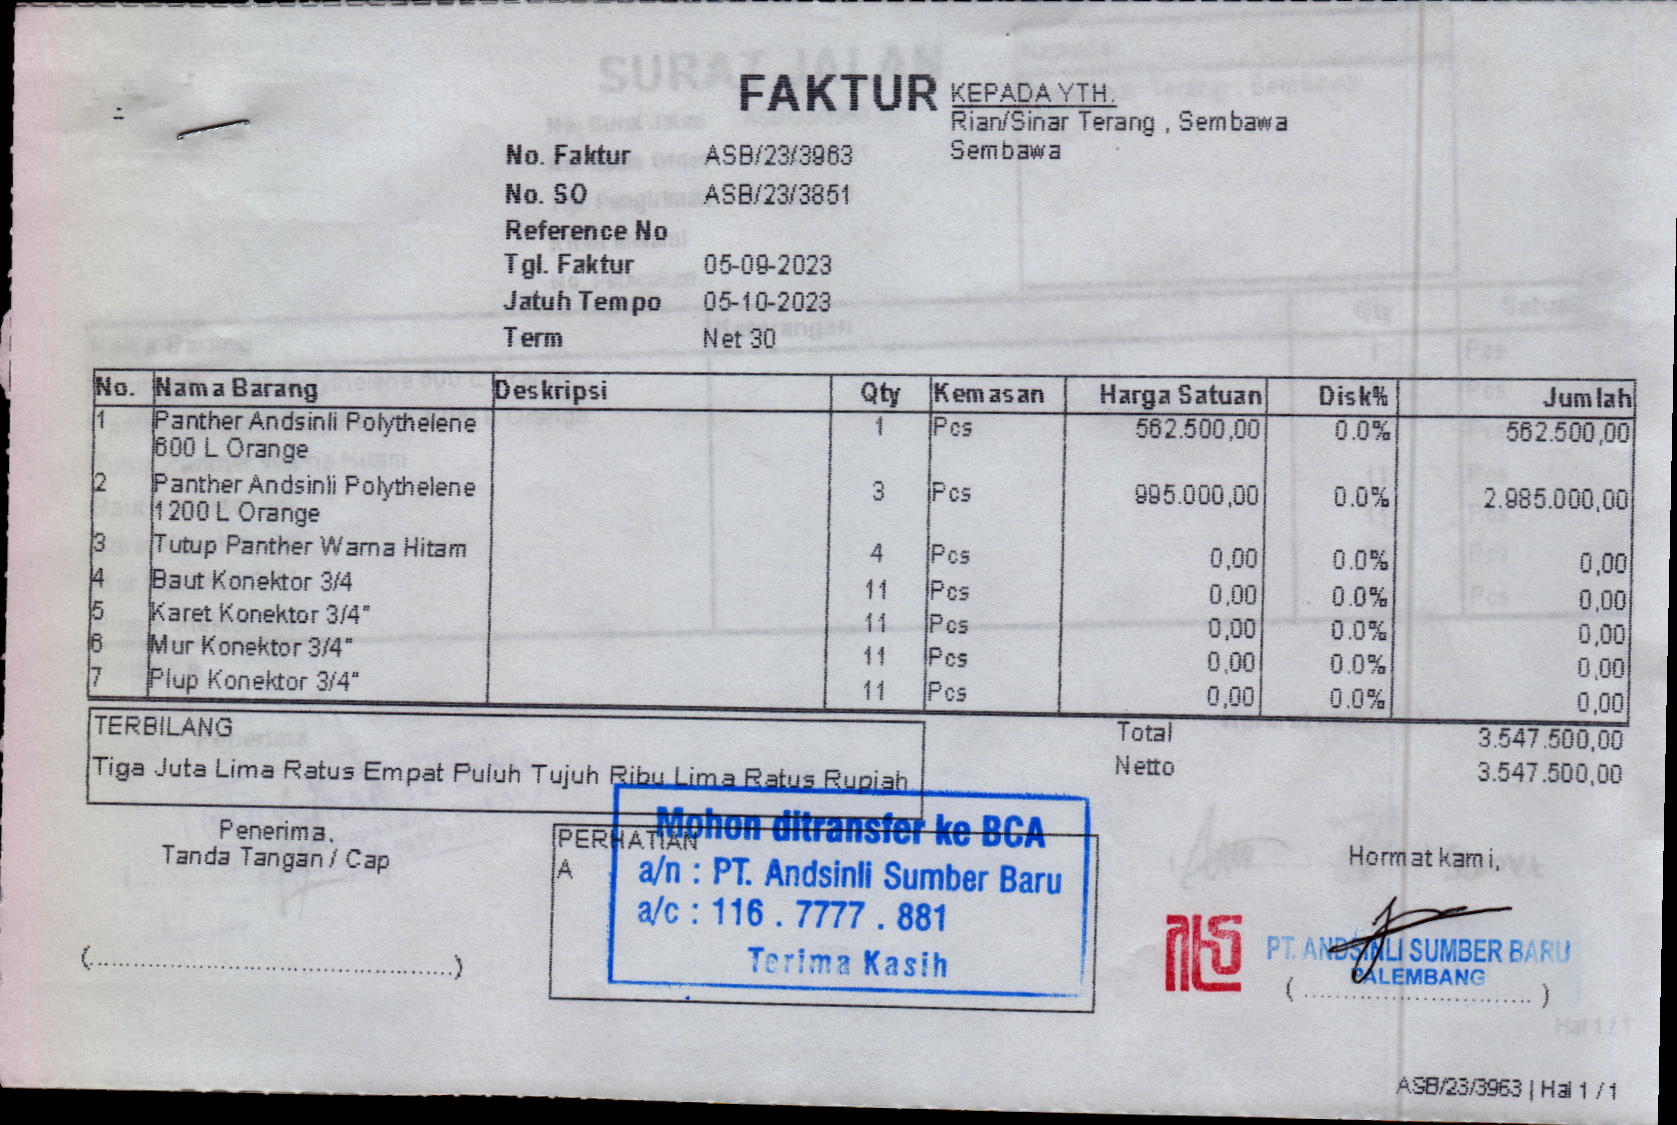 FAKTUR
KEPADA YTH.
Rian/Sinar Terang , Sembawa
Sembawa
No. Faktur ASB/23/3963
No. SO ASB/23/3851
Reference No
Tgl. Faktur 05-09-2023
Jatuh Tempo 05-10-2023
Term Net 30
No. Nama Barang Deskripsi Qty Kemasan Harga Satuan Disk% Jumlah
1 Panther Andsinli Polythelene 1 Pcs 562.500,00 0.0% 562.500,00
600 L Orange
2 Panther Andsinli Polythelene 3 Pcs 995.000,00 0.0% 2.985.000,00
1200 L Orange
3 Tutup Panther Warna Hitam 4 Pcs 0,00 0.0% 0,00
4 Baut Konektor 3/4 11 Pcs 0,00 0.0% 0,00
5 Karet Konektor 3/4" 11 Pcs 0,00 0.0% 0,00
6 Mur Konektor 3/4" 11 Pcs 0,00 0.0% 0,00
7 Plup Konektor 3/4" 11 Pcs 0,00 0.0% 0,00
TERBILANG
Tiga Juta Lima Ratus Empat Puluh Tujuh Ribu Lima Ratus Rupiah
Total 3.547.500,00
Netto 3.547.500,00
Penerima,
Tanda Tangan / Cap
(..........................................)
PERHATIAN
A
Mohon ditransfer ke BCA
a/n : PT. Andsinli Sumber Baru
a/c : 116 . 7777 . 881
Terima Kasih
Hormat kami,
PT. ANDSINLI SUMBER BARU
PALEMBANG
( .......................... )
ASB/23/3963 | Hal 1 / 1
SURAT JALAN